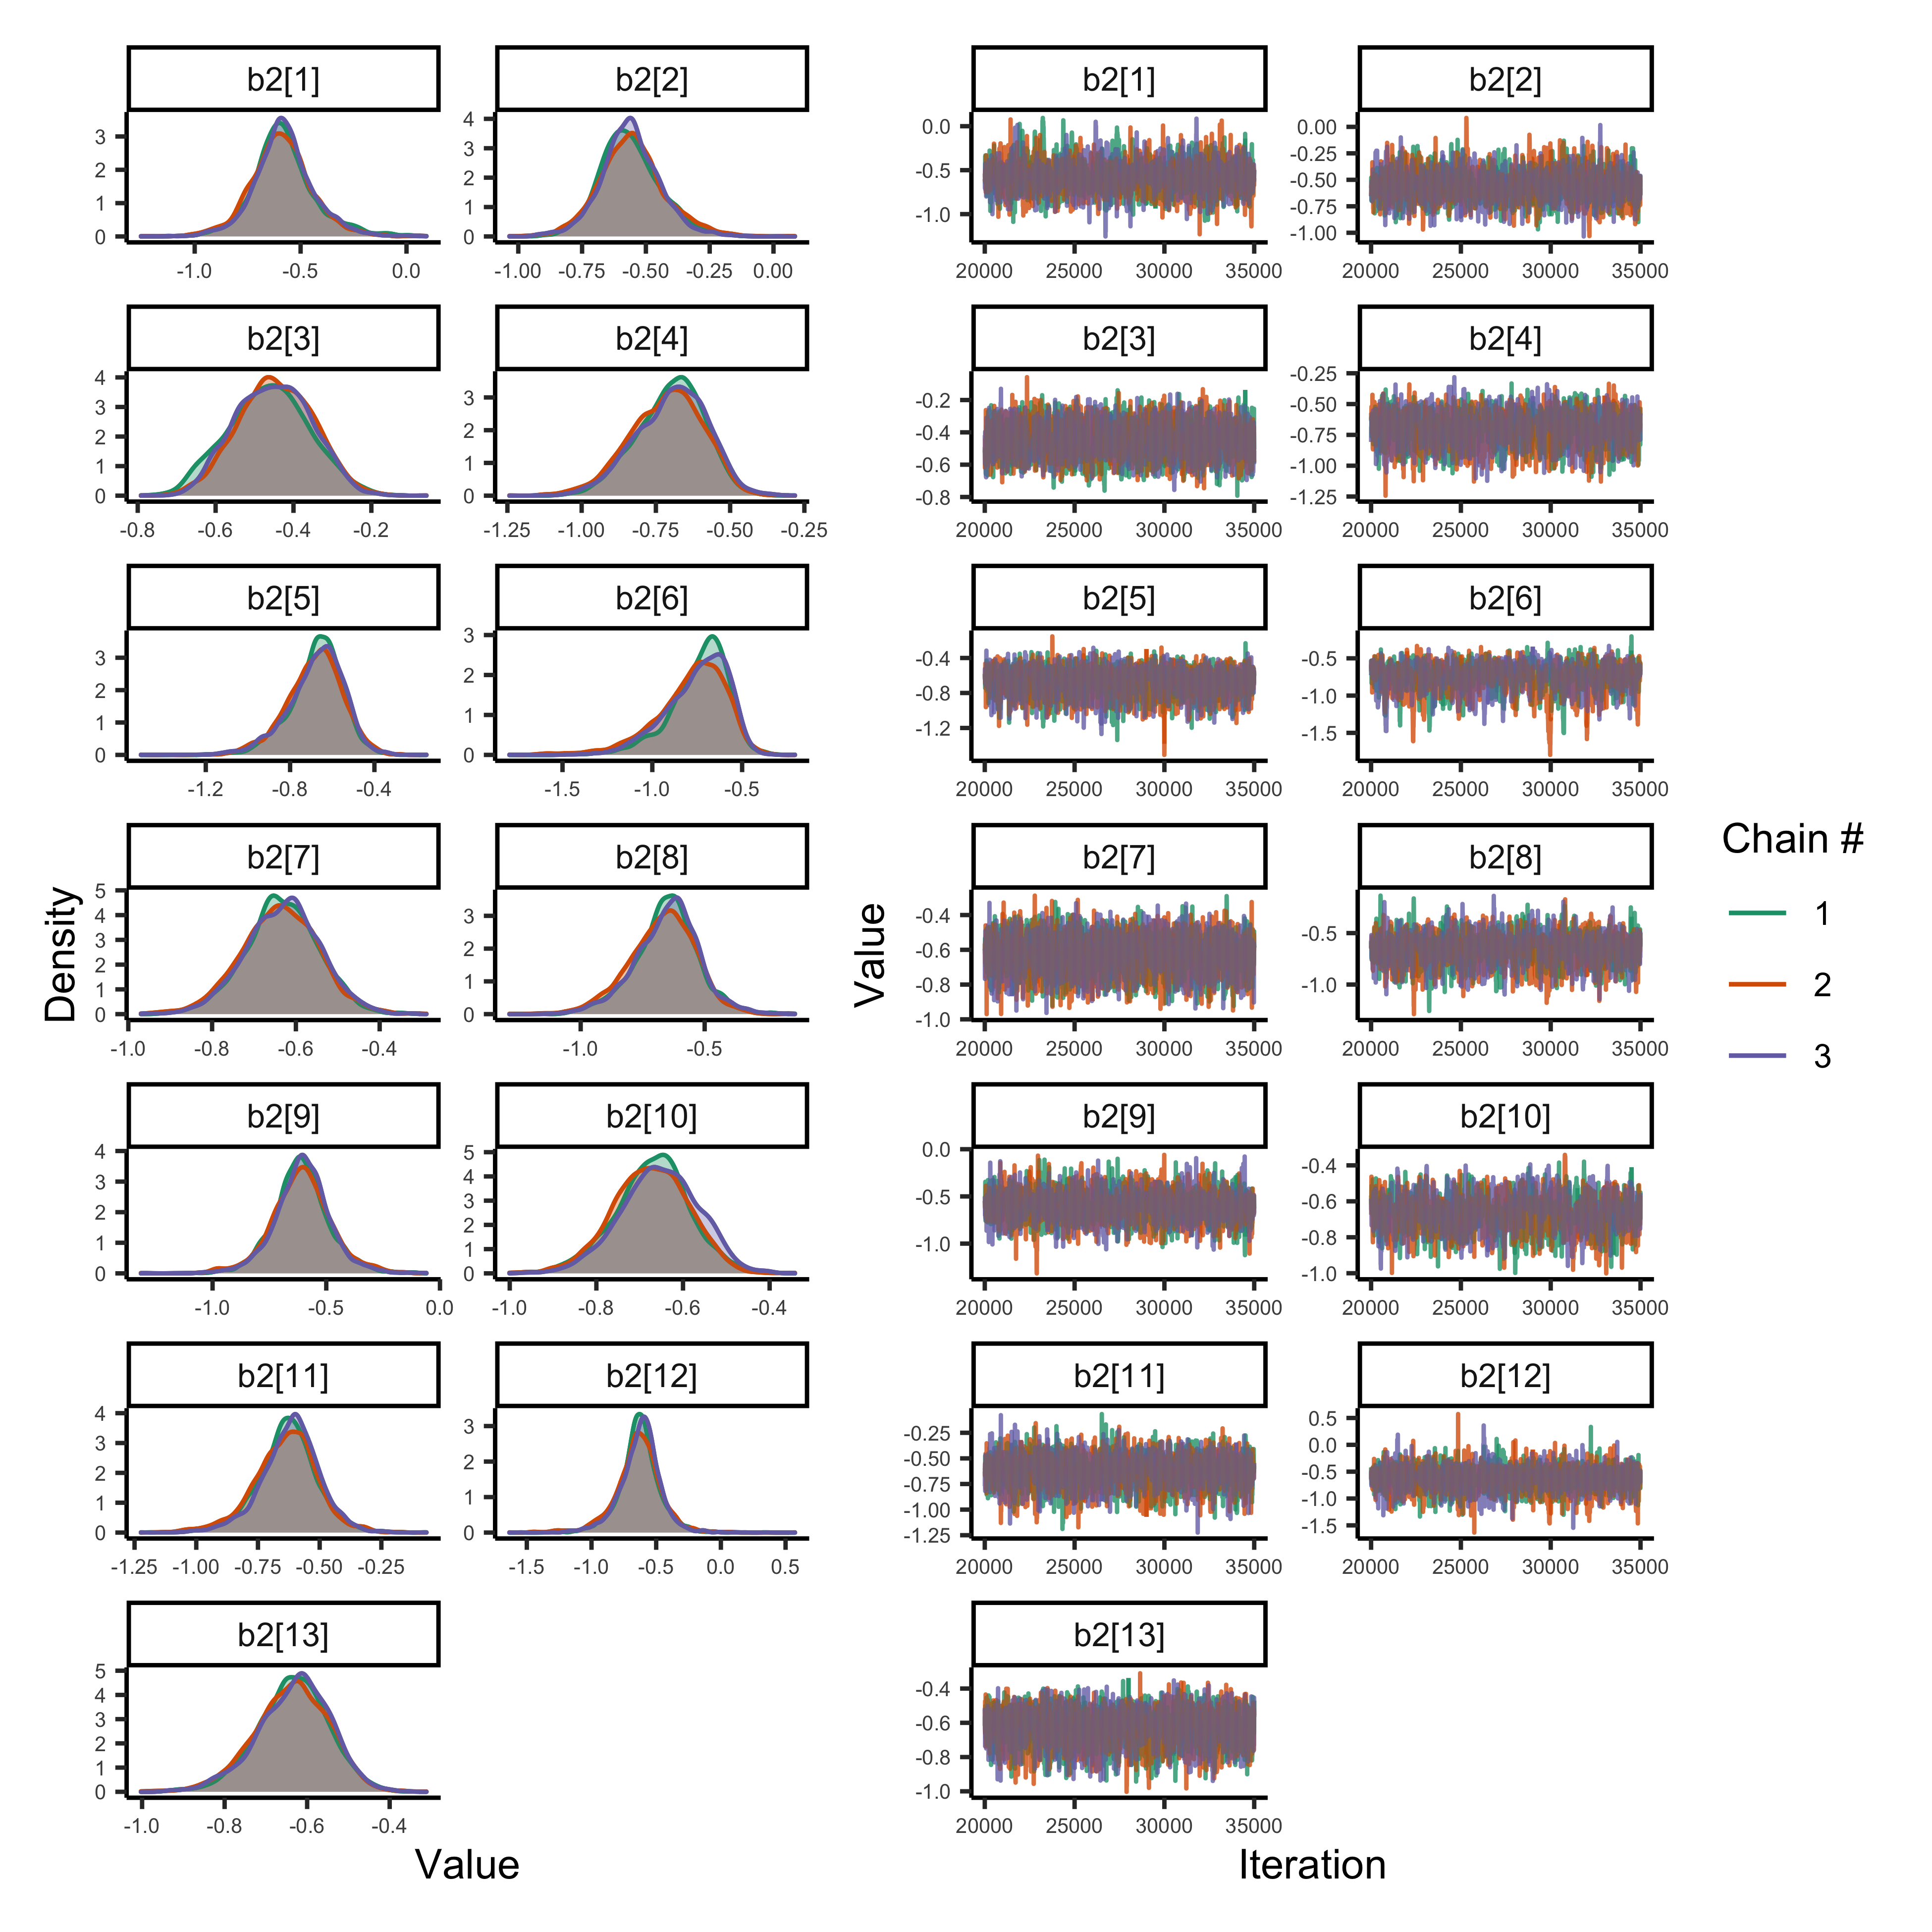 b2[1] b2[2] b2[1] b2[2]
3 2 1 0
4 3 2 1 0
0.0 -0.5 -1.0
0.00 -0.25 -0.50 -0.75 -1.00
-1.0 -0.5 0.0
-1.00 -0.75 -0.50 -0.25 0.00
20000 25000 30000 35000
20000 25000 30000 35000
b2[3] b2[4] b2[3] b2[4]
4 3 2 1 0
3 2 1 0
-0.2 -0.4 -0.6 -0.8
-0.25 -0.50 -0.75 -1.00 -1.25
-0.8 -0.6 -0.4 -0.2
-1.25 -1.00 -0.75 -0.50 -0.25
20000 25000 30000 35000
20000 25000 30000 35000
b2[5] b2[6] b2[5] b2[6]
3 2 1 0
3 2 1 0
-0.4 -0.8 -1.2
-0.5 -1.0 -1.5
-1.2 -0.8 -0.4
-1.5 -1.0 -0.5
20000 25000 30000 35000
20000 25000 30000 35000
b2[7] b2[8] b2[7] b2[8]
5 4 3 2 1 0
3 2 1 0
-0.4 -0.6 -0.8 -1.0
-0.5 -1.0
-1.0 -0.8 -0.6 -0.4
-1.0 -0.5
20000 25000 30000 35000
20000 25000 30000 35000
b2[9] b2[10] b2[9] b2[10]
4 3 2 1 0
5 4 3 2 1 0
0.0 -0.5 -1.0
-0.4 -0.6 -0.8 -1.0
-1.0 -0.5 0.0
-1.0 -0.8 -0.6 -0.4
20000 25000 30000 35000
20000 25000 30000 35000
b2[11] b2[12] b2[11] b2[12]
4 3 2 1 0
3 2 1 0
-0.25 -0.50 -0.75 -1.00 -1.25
0.5 0.0 -0.5 -1.0 -1.5
-1.25 -1.00 -0.75 -0.50 -0.25
-1.5 -1.0 -0.5 0.0 0.5
20000 25000 30000 35000
20000 25000 30000 35000
b2[13] b2[13]
5 4 3 2 1 0
-0.4 -0.6 -0.8 -1.0
-1.0 -0.8 -0.6 -0.4
20000 25000 30000 35000
Density
Value
Value
Iteration
Chain #
1
2
3